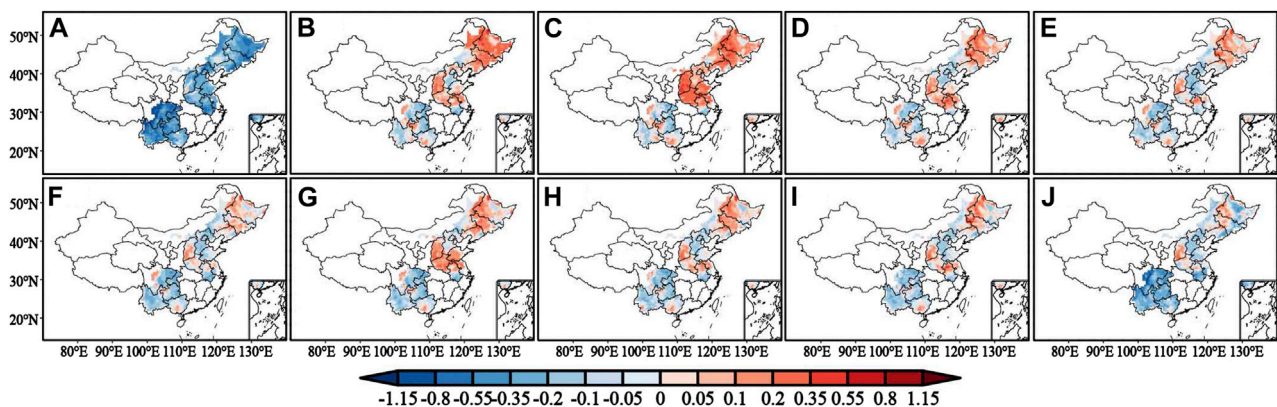 A B C D E
50°N
40°N
30°N
20°N
F G H I J
50°N
40°N
30°N
20°N
80°E 90°E 100°E 110°E 120°E 130°E 80°E 90°E 100°E 110°E 120°E 130°E 80°E 90°E 100°E 110°E 120°E 130°E 80°E 90°E 100°E 110°E 120°E 130°E 80°E 90°E 100°E 110°E 120°E 130°E
-1.15 -0.8 -0.55 -0.35 -0.2 -0.1 -0.05 0 0.05 0.1 0.2 0.35 0.55 0.8 1.15